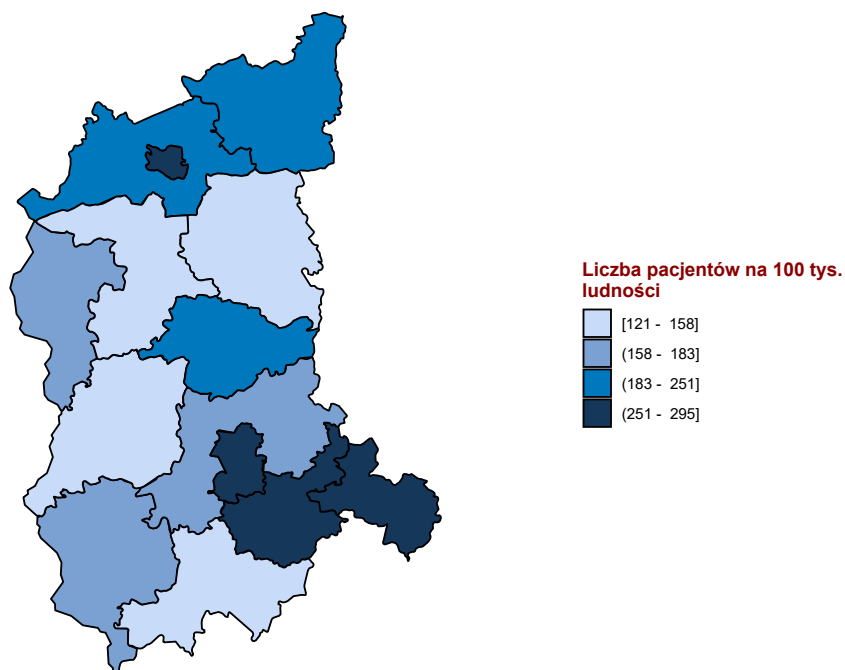 Liczba pacjentów na 100 tys.
ludności
[121 - 158]
(158 - 183]
(183 - 251]
(251 - 295]